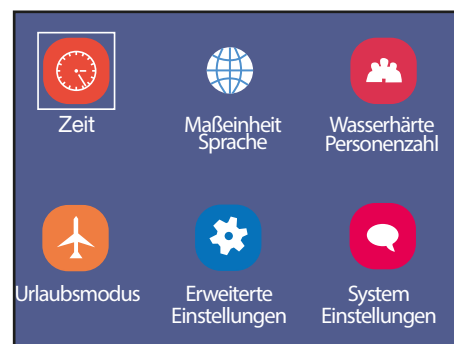 Zeit
Maßeinheit
Sprache
Wasserhärte
Personenzahl
Urlaubsmodus
Erweiterte
Einstellungen
System
Einstellungen